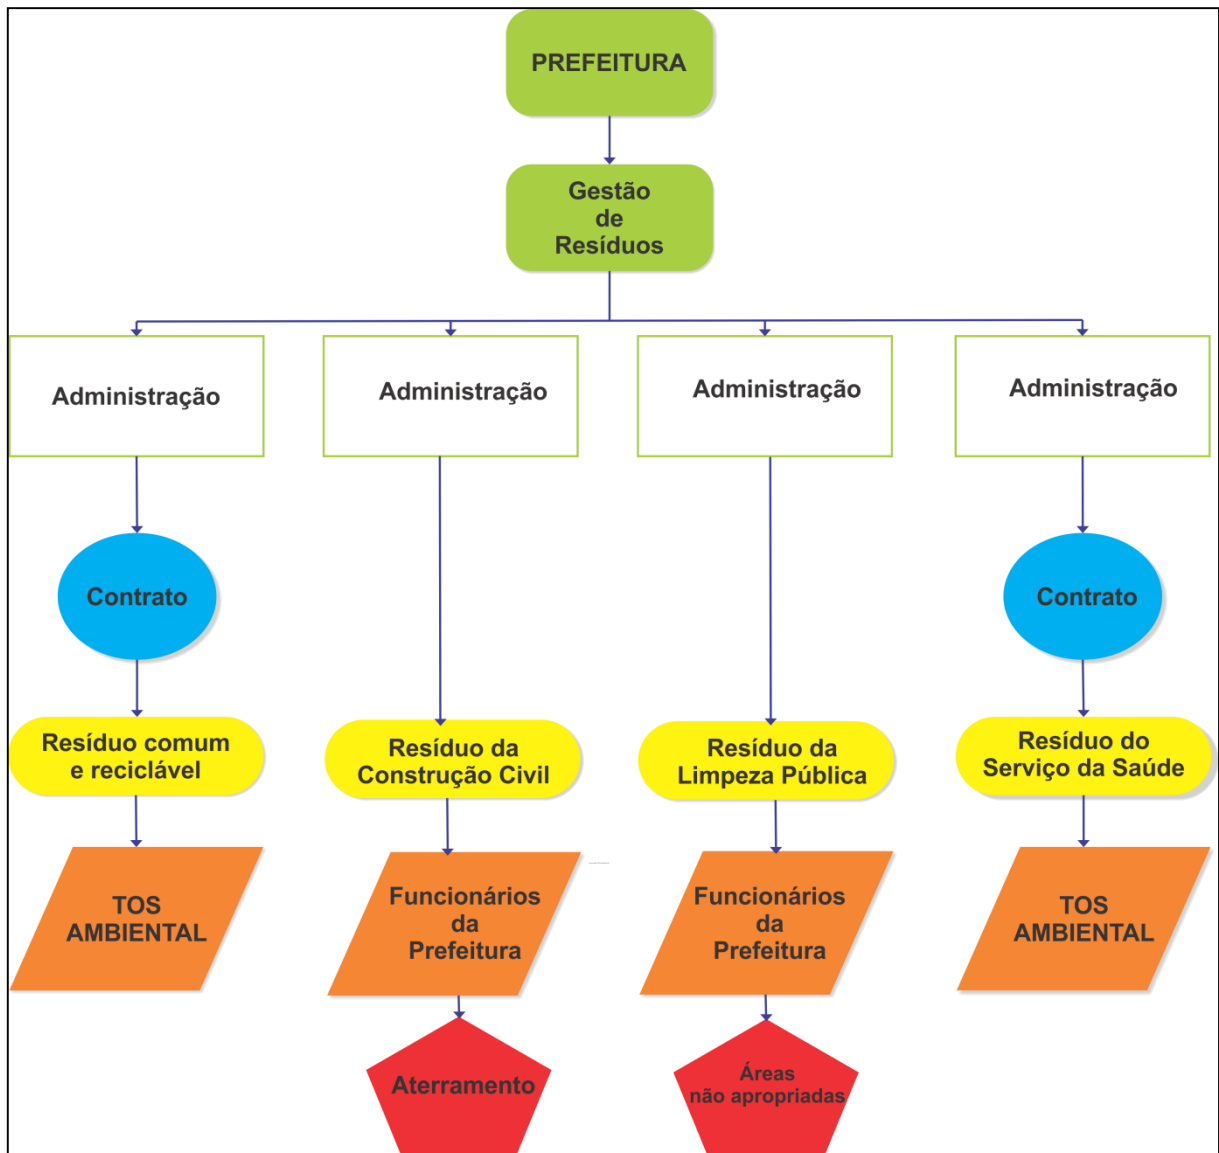 PREFEITURA
Gestão
de
Resíduos
Administração
Administração
Administração
Administração
Contrato
Contrato
Resíduo comum
e reciclável
Resíduo da
Construção Civil
Resíduo da
Limpeza Pública
Resíduo do
Serviço da Saúde
TOS
AMBIENTAL
Funcionários
da
Prefeitura
Funcionários
da
Prefeitura
TOS
AMBIENTAL
Aterramento
Áreas
não apropriadas